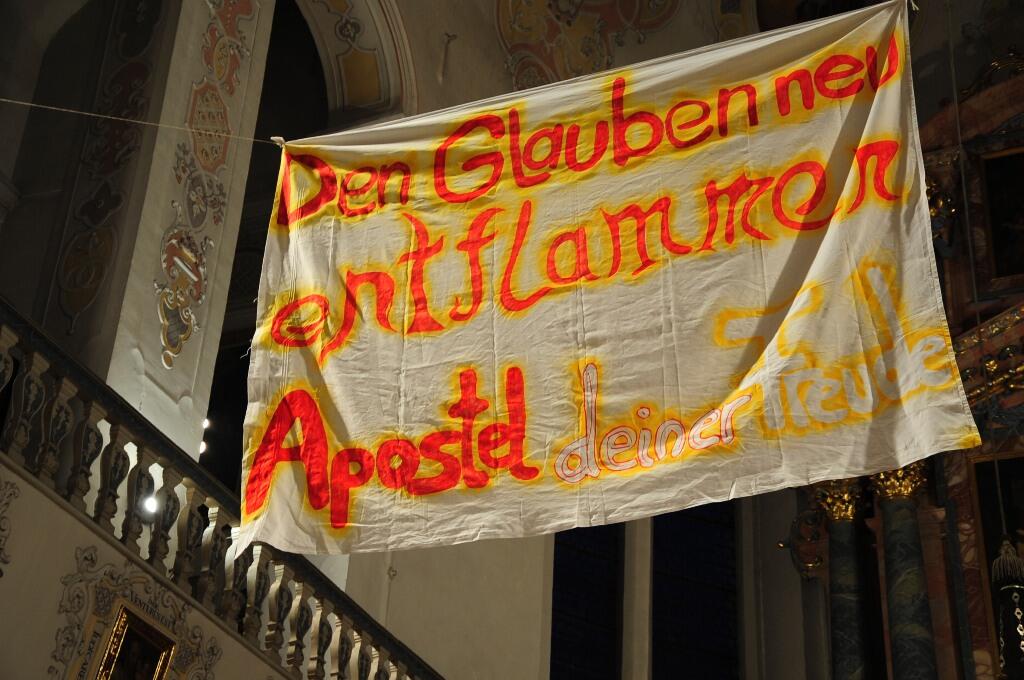 Den Glauben neu
entflammen
Apostel deiner Freude